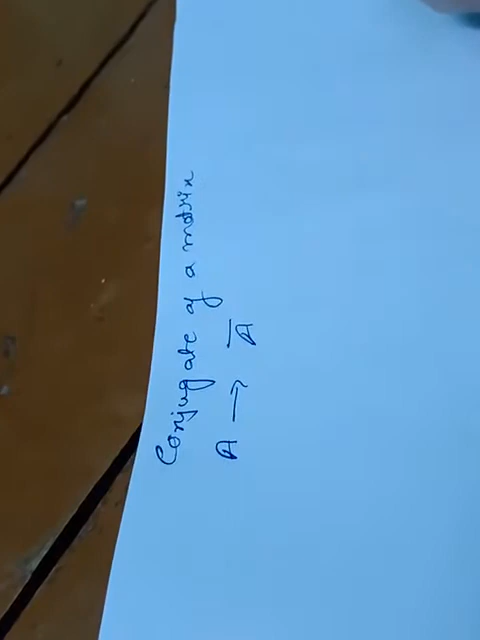 Conjugate of a matrix
A → A̅